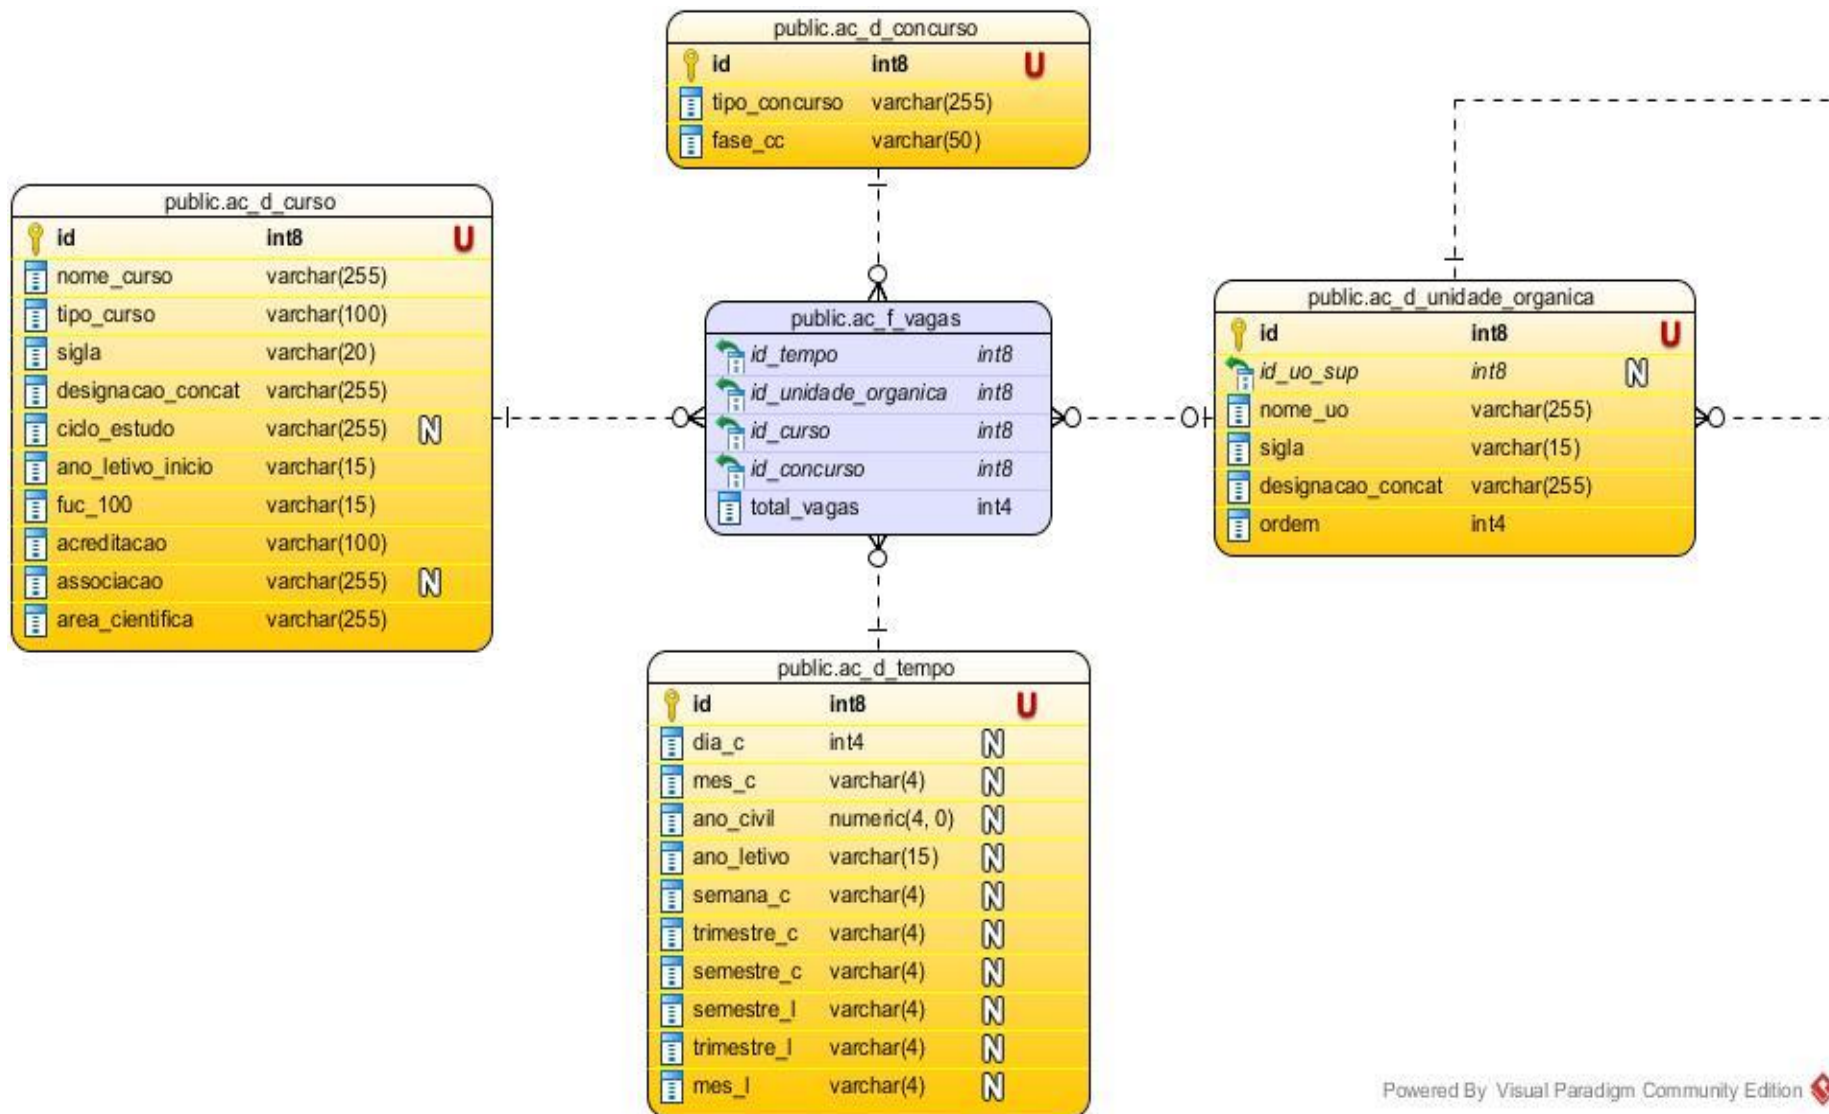 public.ac_d_concurso
id int8 U
tipo_concurso varchar(255)
fase_cc varchar(50)
public.ac_d_curso
id int8 U
nome_curso varchar(255)
tipo_curso varchar(100)
sigla varchar(20)
designacao_concat varchar(255)
ciclo_estudo varchar(255) N
ano_letivo_inicio varchar(15)
fuc_100 varchar(15)
acreditacao varchar(100)
associacao varchar(255) N
area_cientifica varchar(255)
public.ac_f_vagas
id_tempo int8
id_unidade_organica int8
id_curso int8
id_concurso int8
total_vagas int4
public.ac_d_unidade_organica
id int8 U
id_uo_sup int8 N
nome_uo varchar(255)
sigla varchar(15)
designacao_concat varchar(255)
ordem int4
public.ac_d_tempo
id int8 U
dia_c int4 N
mes_c varchar(4) N
ano_civil numeric(4, 0) N
ano_letivo varchar(15) N
semana_c varchar(4) N
trimestre_c varchar(4) N
semestre_c varchar(4) N
semestre_l varchar(4) N
trimestre_l varchar(4) N
mes_l varchar(4) N
Powered By Visual Paradigm Community Edition